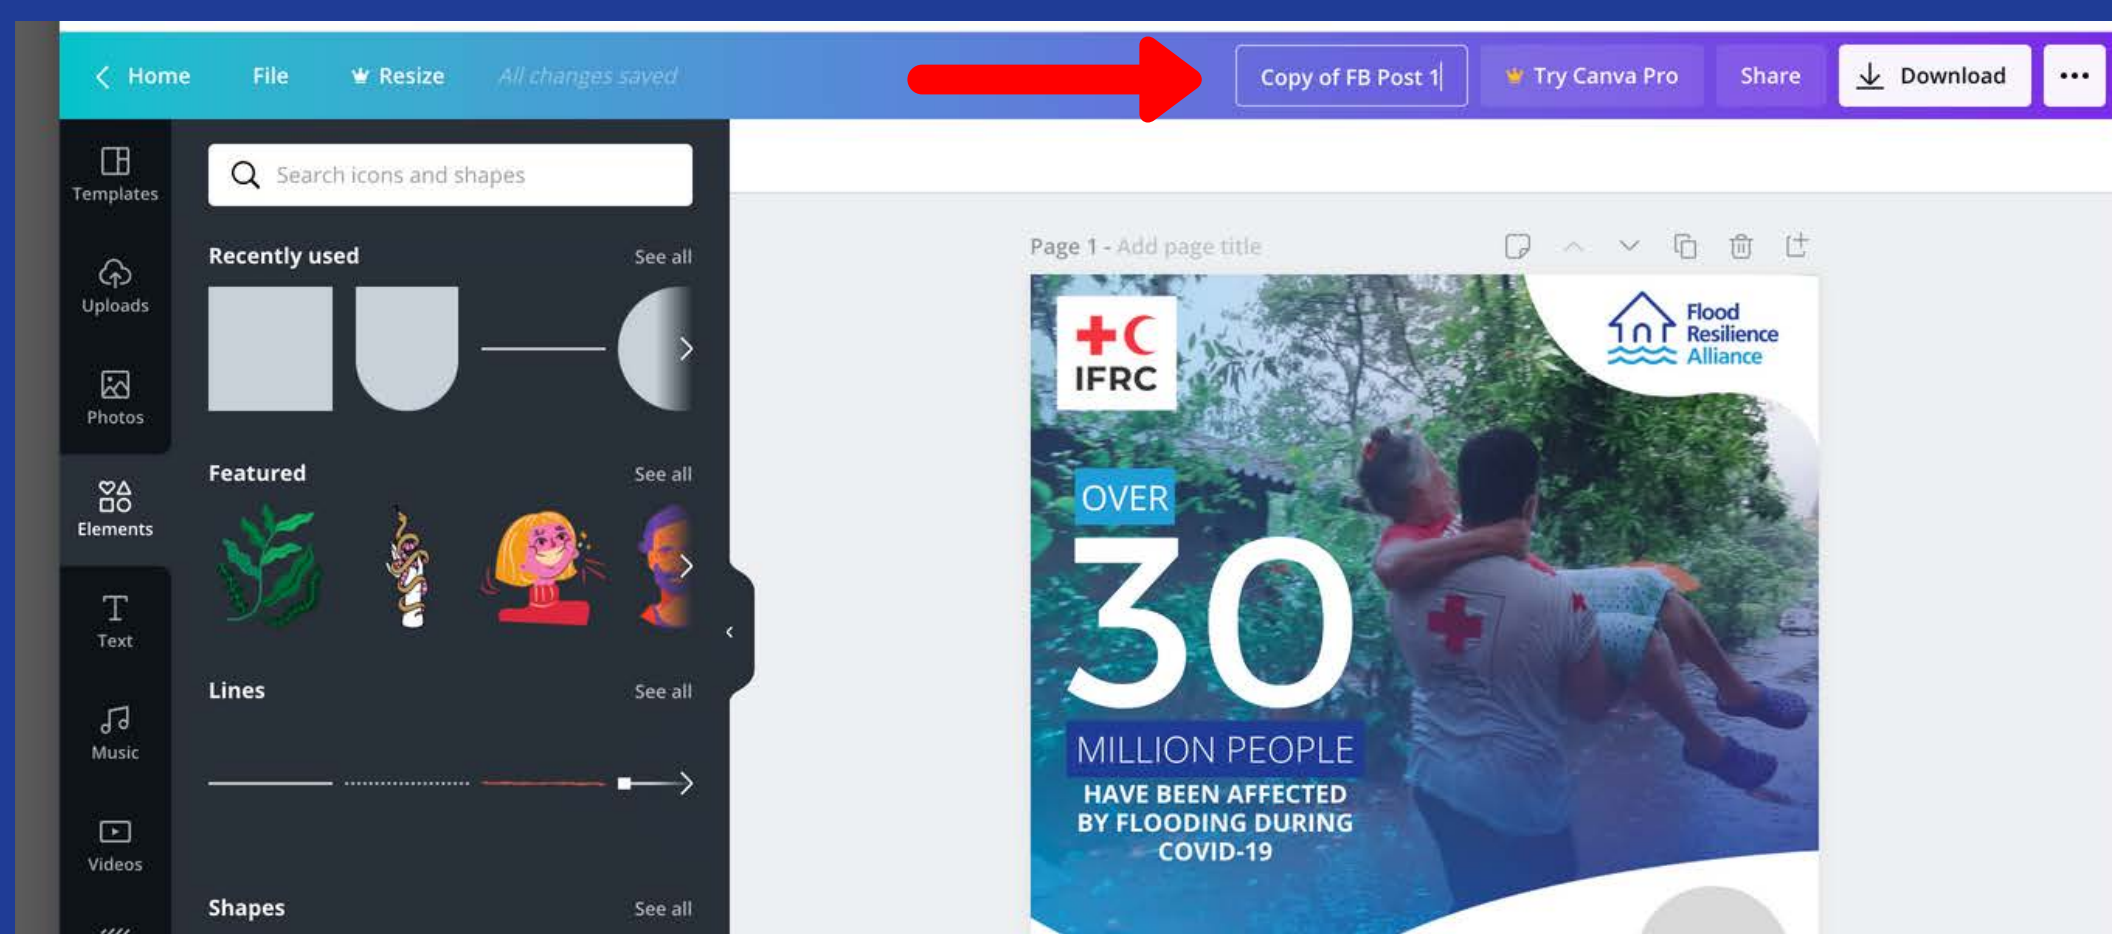 Home File Resize All changes saved Copy of FB Post 1 Try Canva Pro Share Download
Templates
Search icons and shapes
Uploads
Photos
Elements
Text
Music
Videos
Recently used See all
Featured See all
Lines See all
Shapes See all
Page 1 - Add page title
IFRC
Flood
Resilience
Alliance
OVER
30
MILLION PEOPLE
HAVE BEEN AFFECTED
BY FLOODING DURING
COVID-19